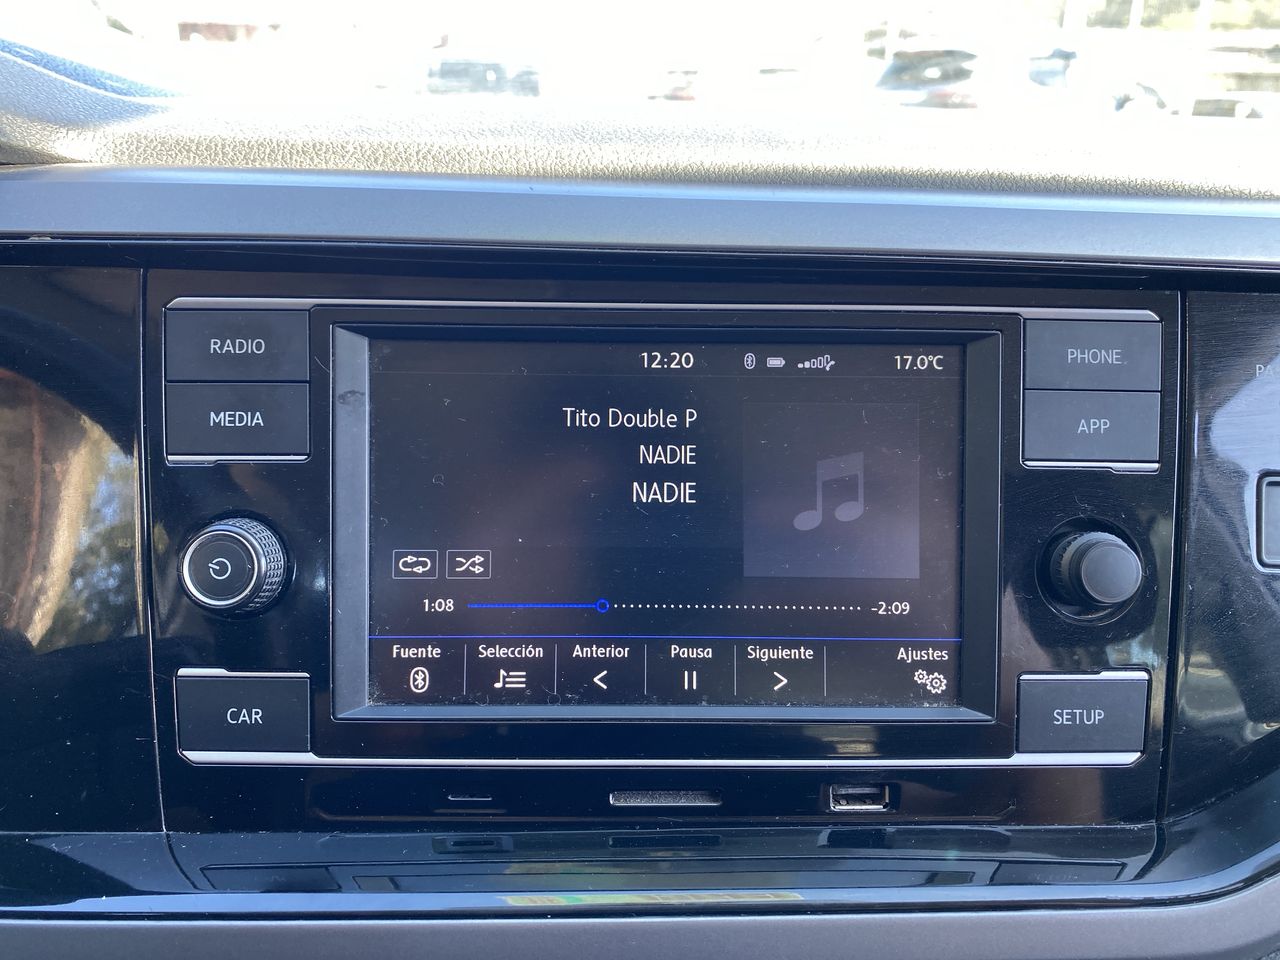 RADIO
MEDIA
CAR
12:20
17.0°C
Tito Double P
NADIE
NADIE
1:08
-2:09
Fuente
Selección
Anterior
Pausa
Siguiente
Ajustes
PHONE
APP
SETUP